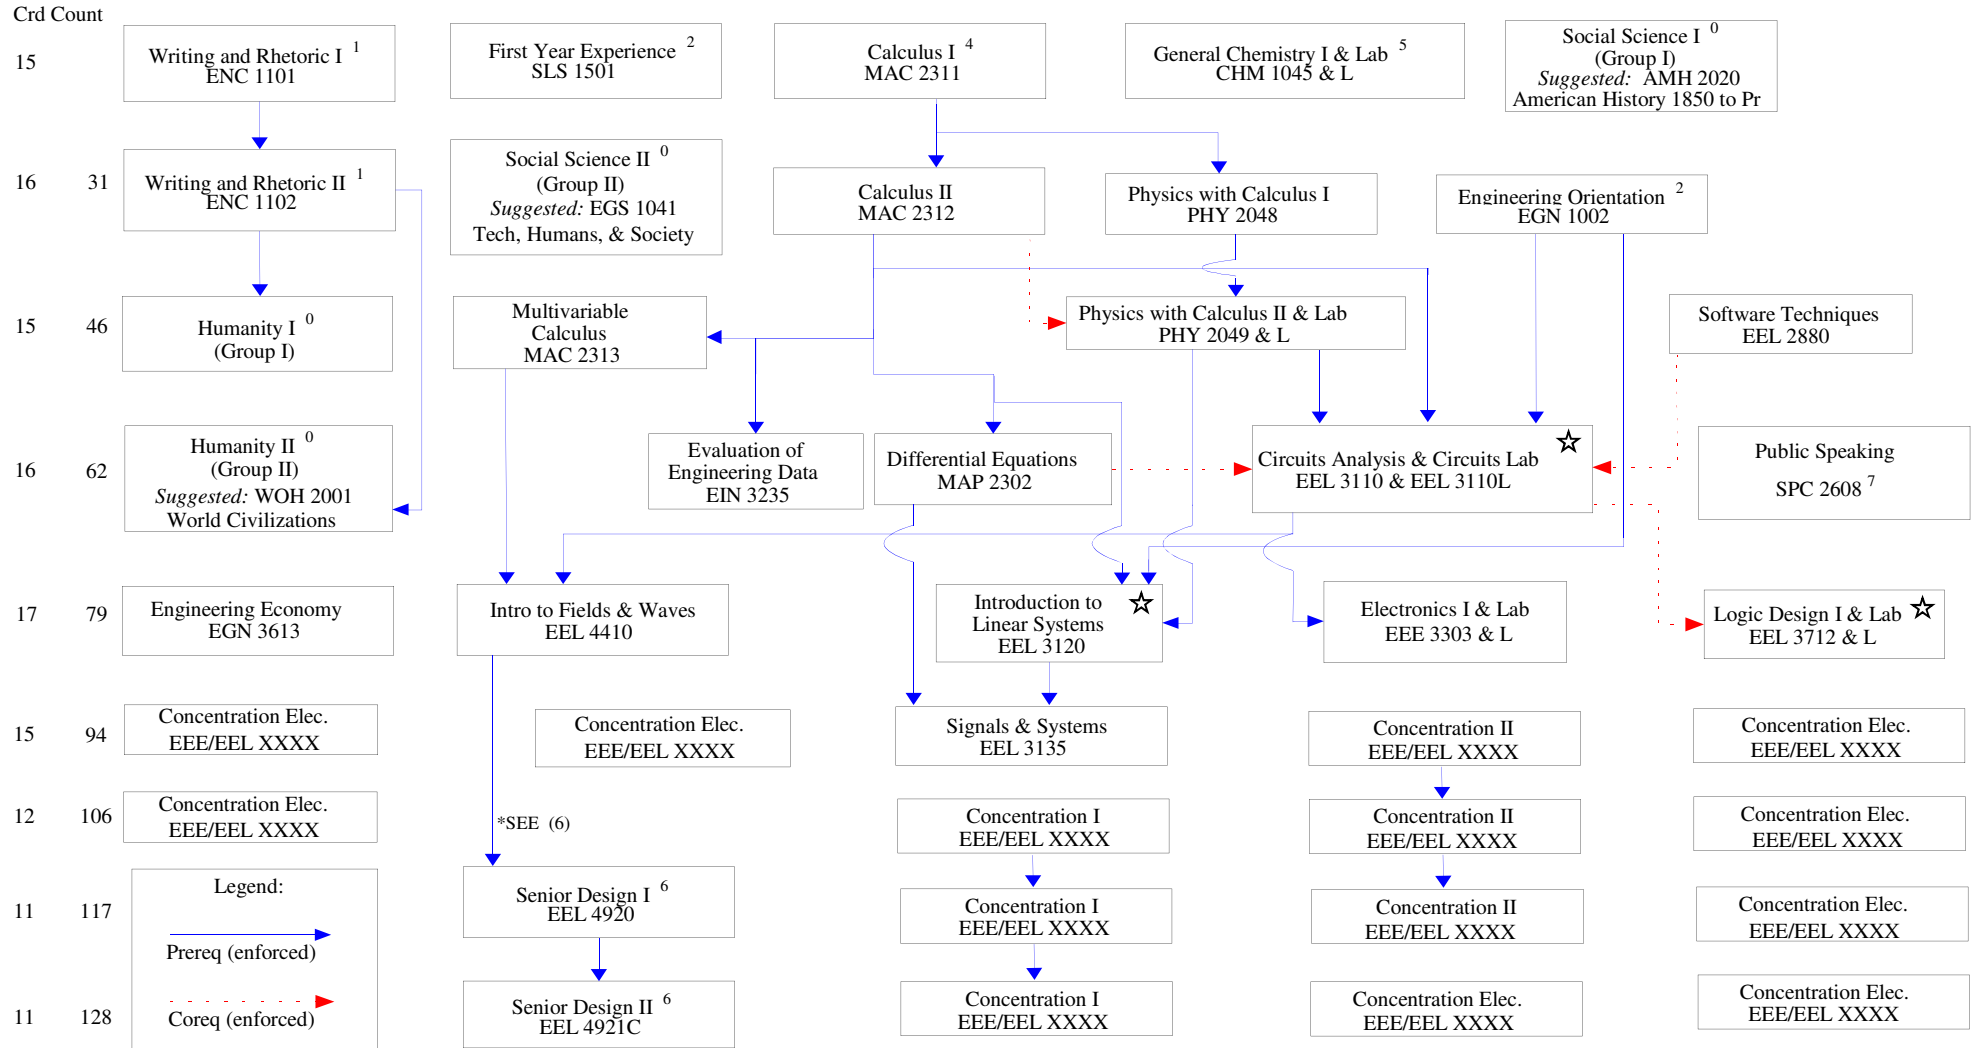 Crd Count
15
Writing and Rhetoric I 1
ENC 1101
First Year Experience 2
SLS 1501
Calculus I 4
MAC 2311
General Chemistry I & Lab 5
CHM 1045 & L
Social Science I 0
(Group I)
Suggested: AMH 2020
American History 1850 to Pr
16 31
Writing and Rhetoric II 1
ENC 1102
Social Science II 0
(Group II)
Suggested: EGS 1041
Tech, Humans, & Society
Calculus II
MAC 2312
Physics with Calculus I
PHY 2048
Engineering Orientation 2
EGN 1002
15 46
Humanity I 0
(Group I)
Multivariable
Calculus
MAC 2313
Physics with Calculus II & Lab
PHY 2049 & L
Software Techniques
EEL 2880
16 62
Humanity II 0
(Group II)
Suggested: WOH 2001
World Civilizations
Evaluation of
Engineering Data
EIN 3235
Differential Equations
MAP 2302
Circuits Analysis & Circuits Lab
EEL 3110 & EEL 3110L
Public Speaking
SPC 2608 7
17 79
Engineering Economy
EGN 3613
Intro to Fields & Waves
EEL 4410
Introduction to
Linear Systems
EEL 3120
Electronics I & Lab
EEE 3303 & L
Logic Design I & Lab
EEL 3712 & L
15 94
Concentration Elec.
EEE/EEL XXXX
Concentration Elec.
EEE/EEL XXXX
Signals & Systems
EEL 3135
Concentration II
EEE/EEL XXXX
Concentration Elec.
EEE/EEL XXXX
12 106
Concentration Elec.
EEE/EEL XXXX
*SEE (6)
Concentration I
EEE/EEL XXXX
Concentration II
EEE/EEL XXXX
Concentration Elec.
EEE/EEL XXXX
11 117
Legend:
Prereq (enforced)
Coreq (enforced)
Senior Design I 6
EEL 4920
Concentration I
EEE/EEL XXXX
Concentration II
EEE/EEL XXXX
Concentration Elec.
EEE/EEL XXXX
11 128
Senior Design II 6
EEL 4921C
Concentration I
EEE/EEL XXXX
Concentration Elec.
EEE/EEL XXXX
Concentration Elec.
EEE/EEL XXXX